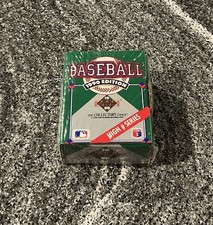 BASEBALL
1990 EDITION
THE COLLECTOR'S CHOICE
HIGH # SERIES